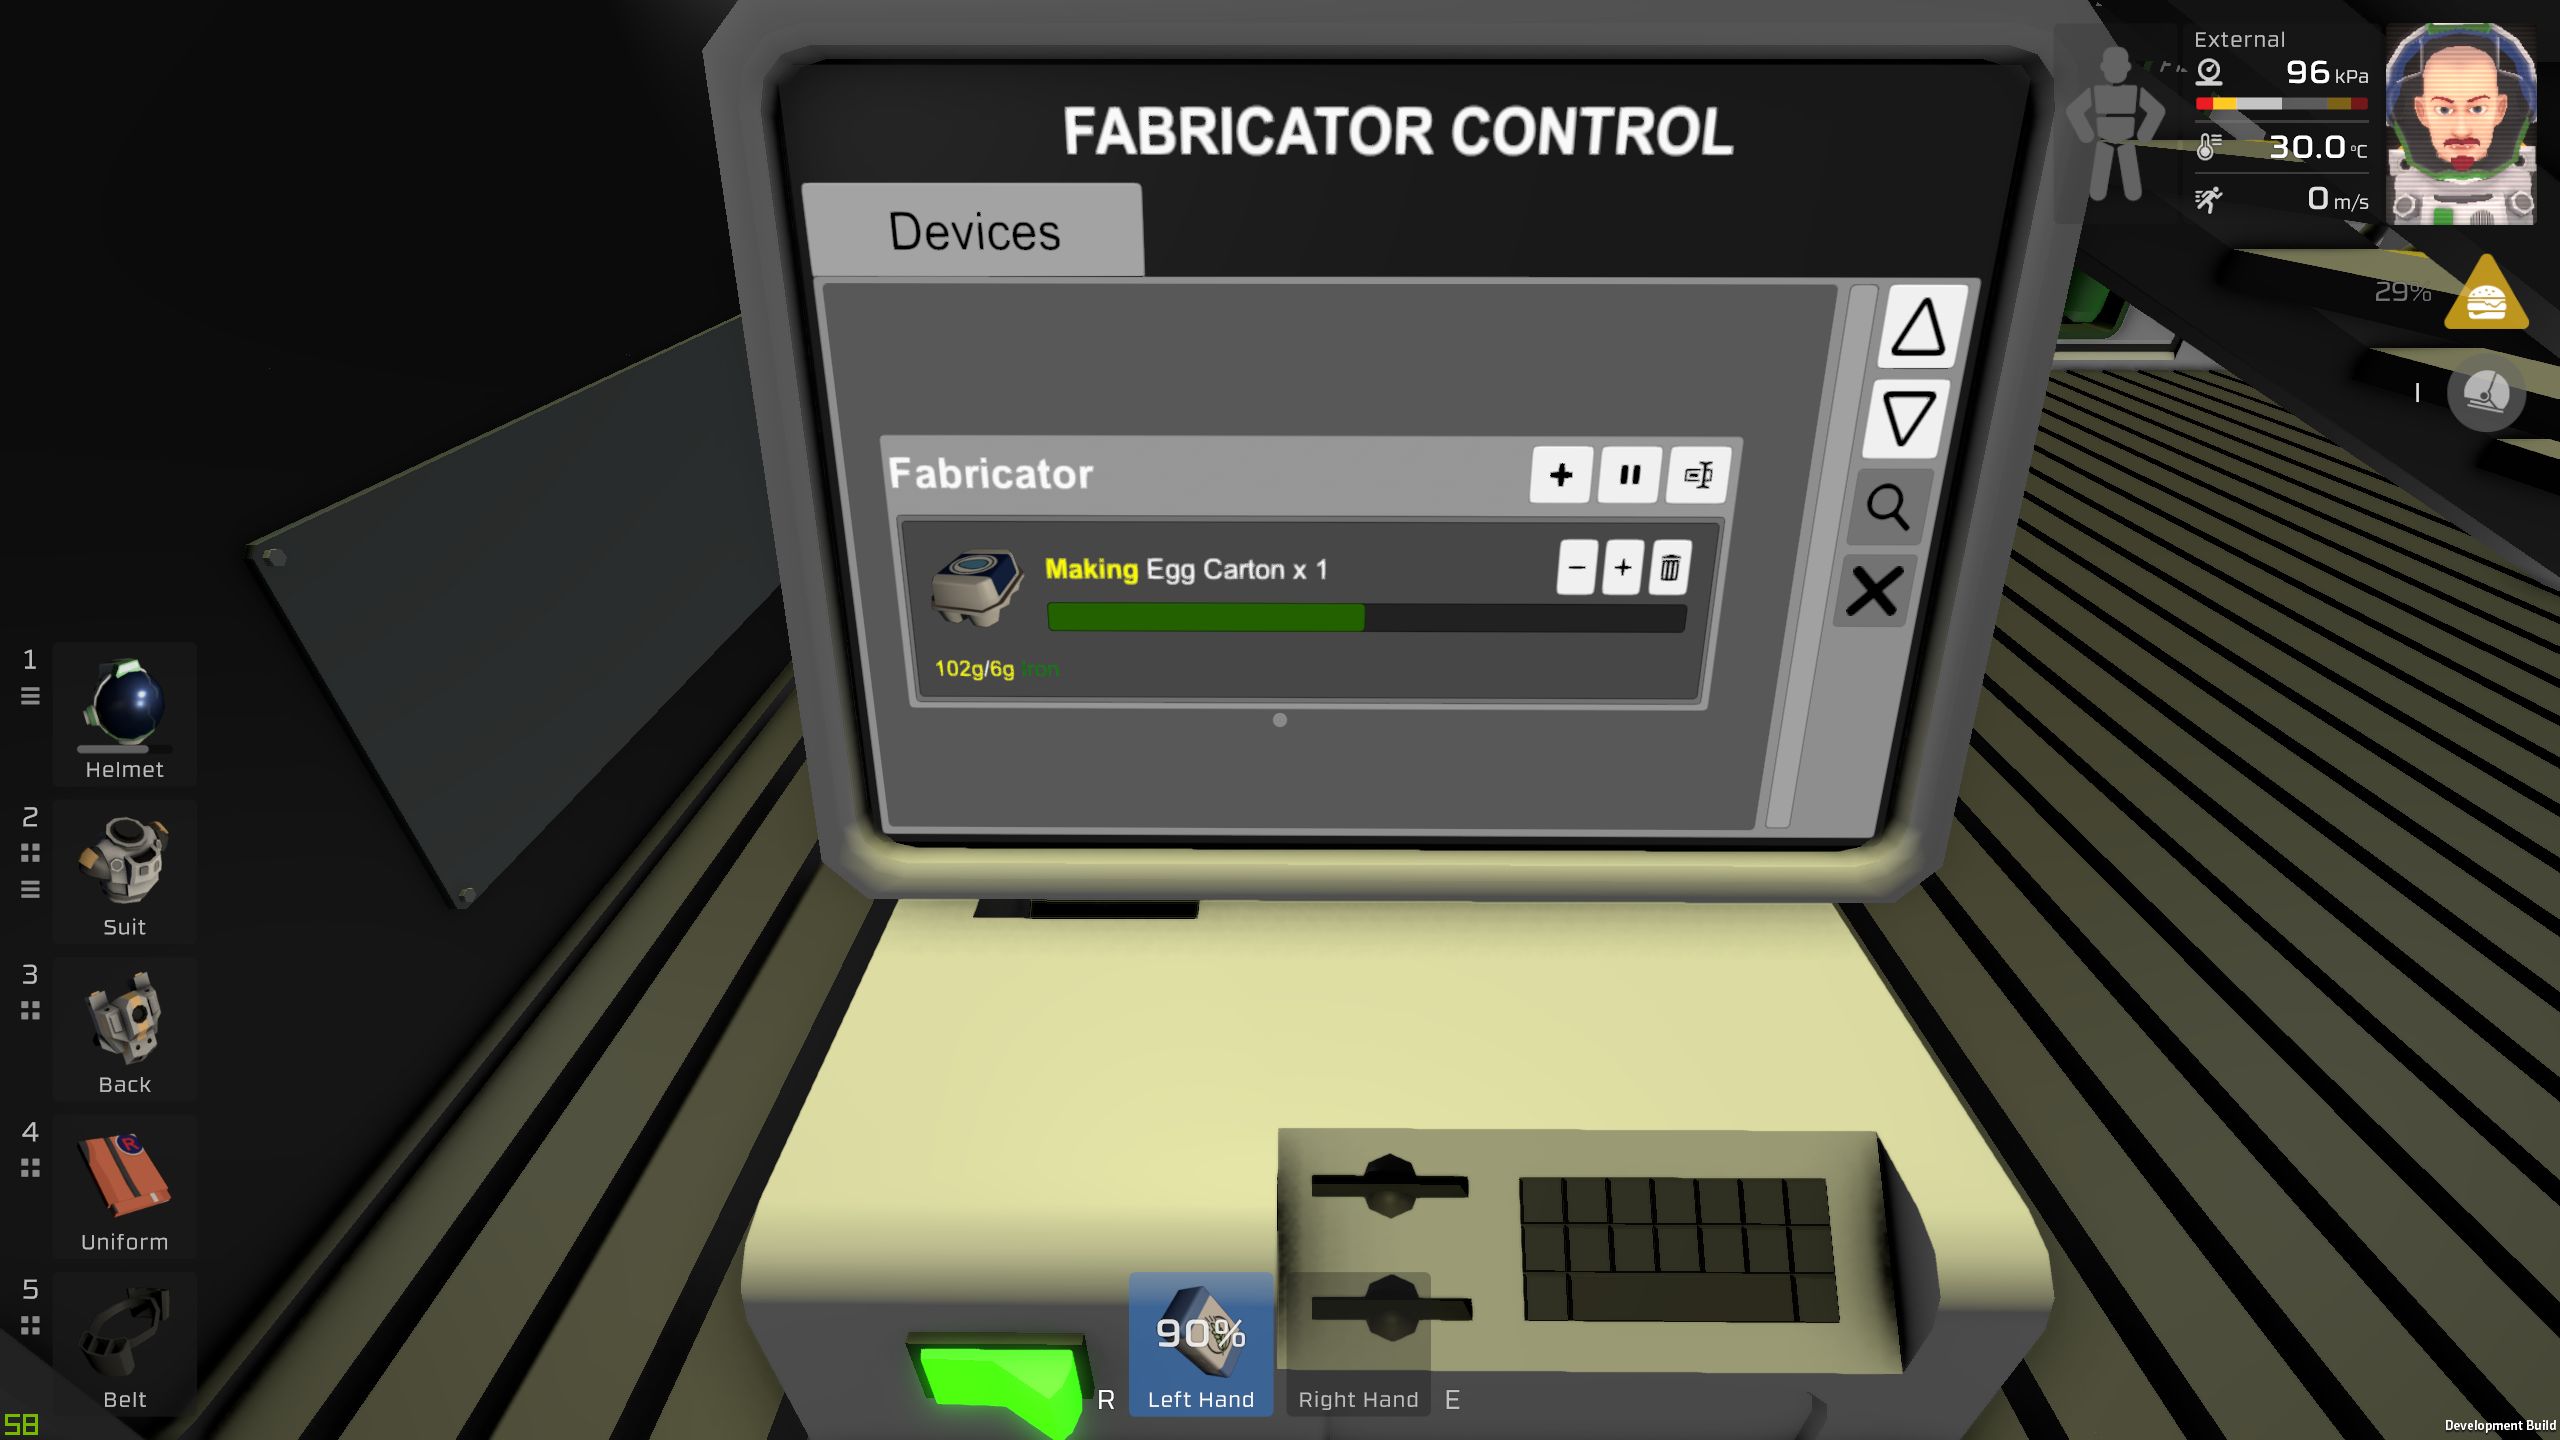 FABRICATOR CONTROL
Devices
Fabricator
Making Egg Carton x 1
102g/6g Iron
External
96 kPa
30.0 °C
0 m/s
29%
1
Helmet
2
Suit
3
Back
4
R
Uniform
5
Belt
58
R
90%
Left Hand
Right Hand
E
Development Build